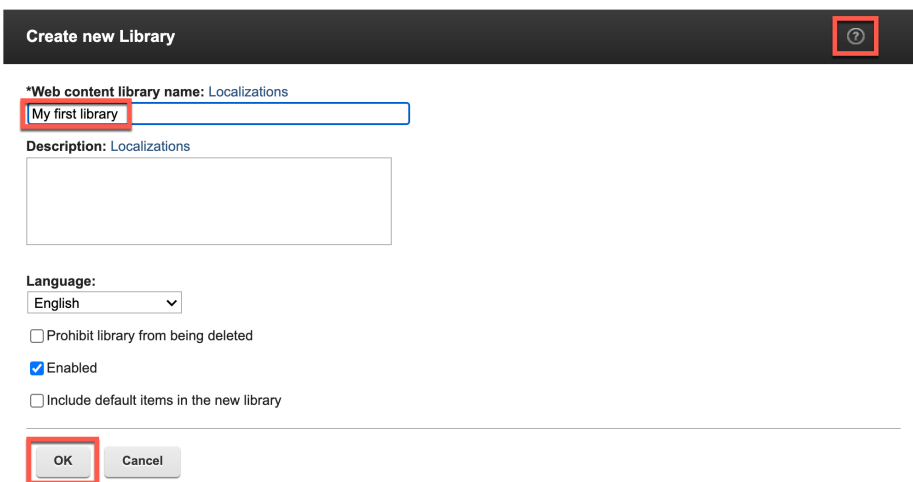 Create new Library
?
*Web content library name: Localizations
My first library
Description: Localizations
Language:
English
Prohibit library from being deleted
Enabled
Include default items in the new library
OK Cancel